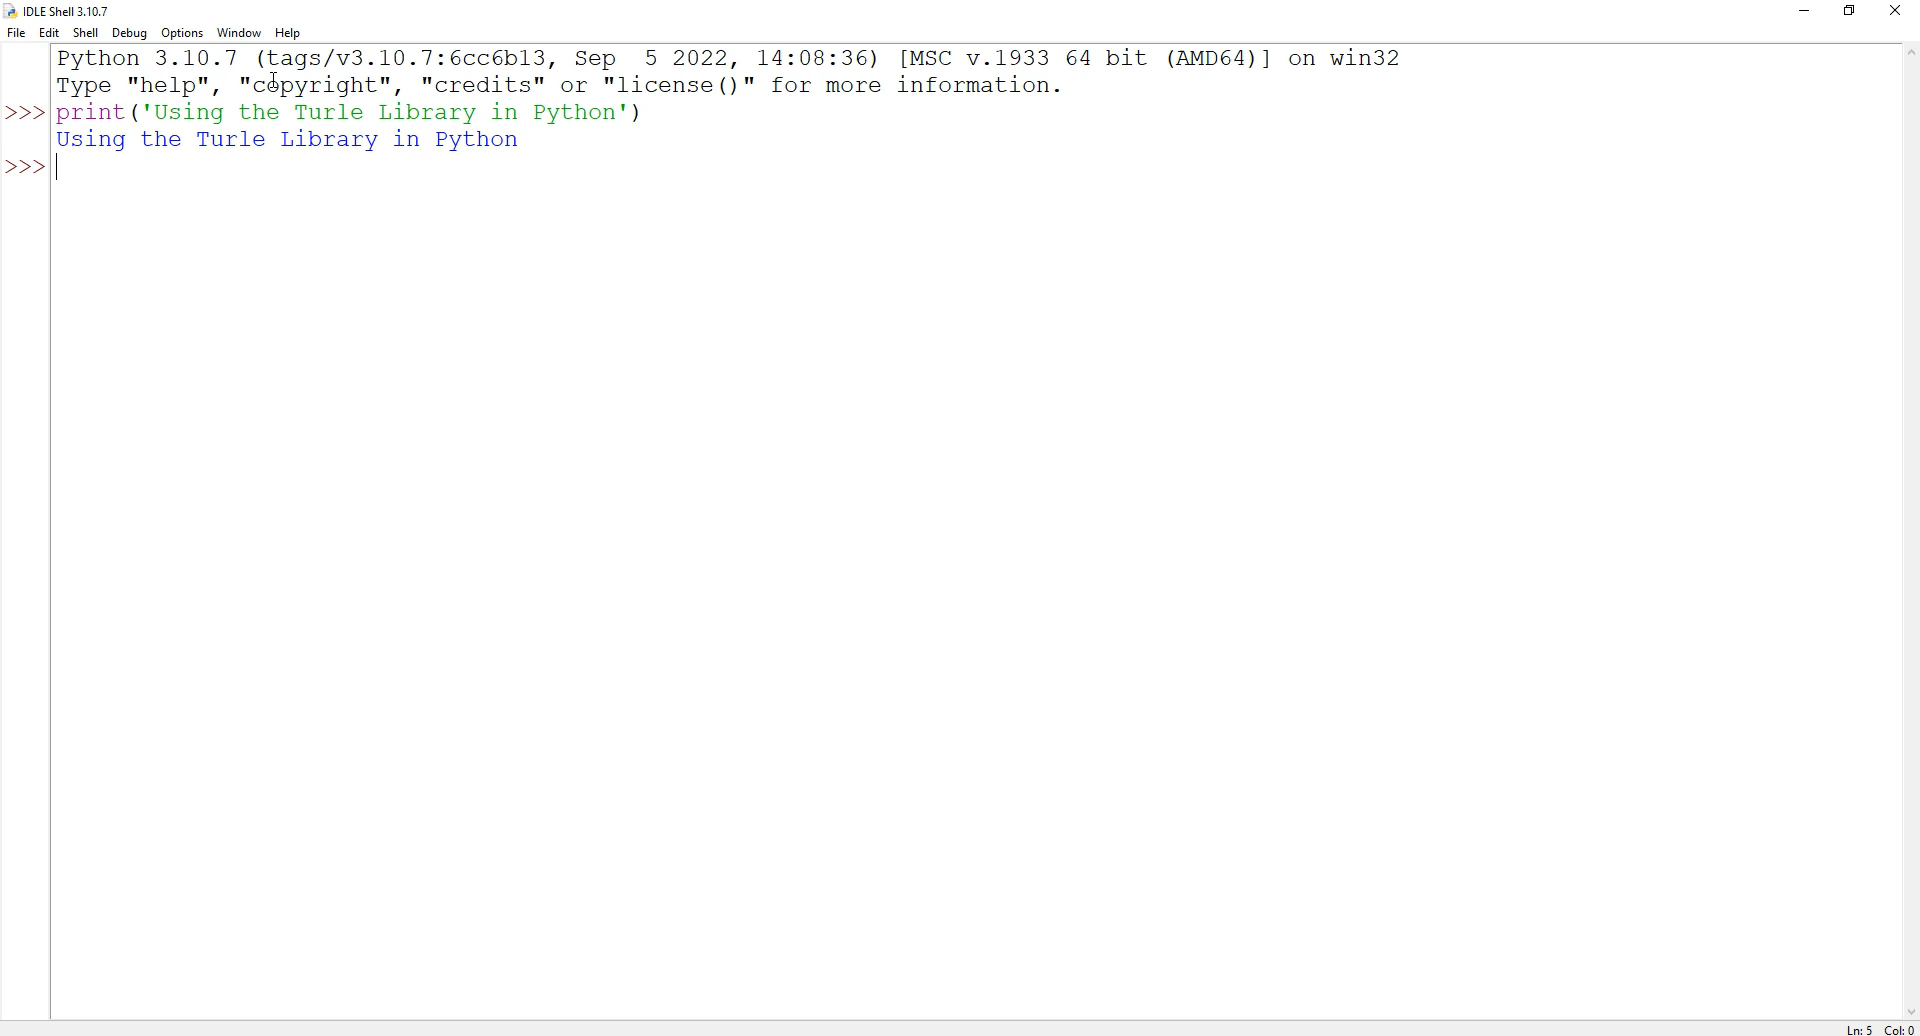 IDLE Shell 3.10.7
File Edit Shell Debug Options Window Help
Python 3.10.7 (tags/v3.10.7:6cc6b13, Sep  5 2022, 14:08:36) [MSC v.1933 64 bit (AMD64)] on win32
Type "help", "copyright", "credits" or "license()" for more information.
>>> print('Using the Turle Library in Python')
Using the Turle Library in Python
>>>
Ln: 5 Col: 0